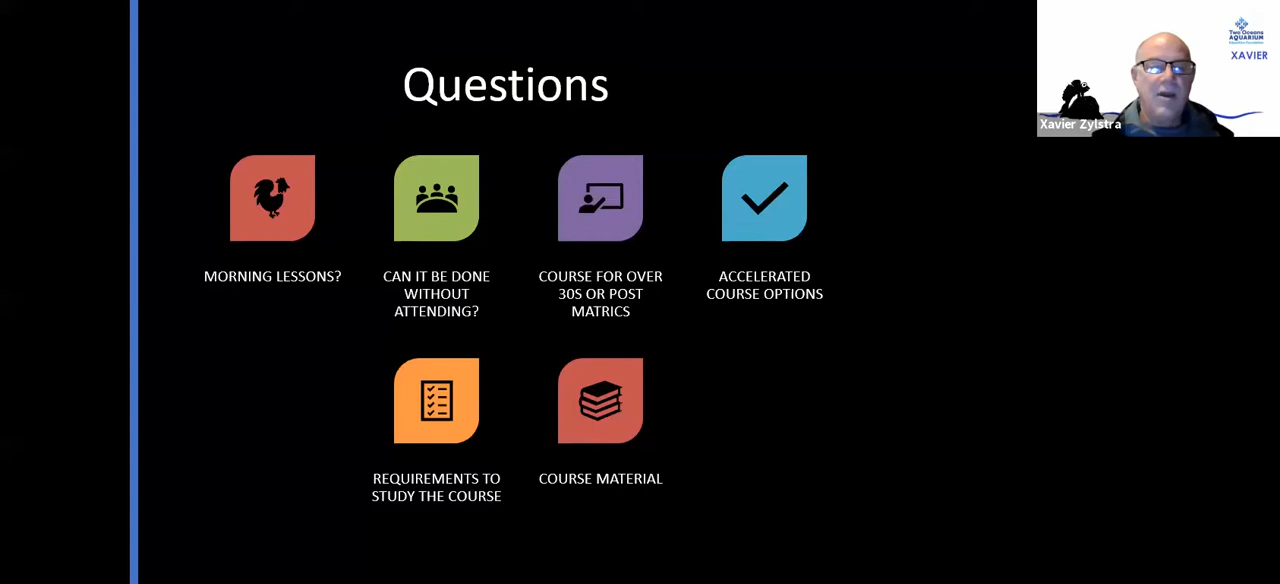 Questions
Two Oceans
AQUARIUM
XAVIER
Xavier Zylstra
MORNING LESSONS?
CAN IT BE DONE
WITHOUT
ATTENDING?
COURSE FOR OVER
30S OR POST
MATRICS
ACCELERATED
COURSE OPTIONS
REQUIREMENTS TO
STUDY THE COURSE
COURSE MATERIAL